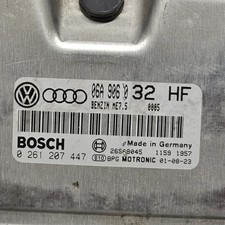 06A 906 032 HF
BENZIN ME7.5 0005
Made in Germany
BOSCH
26SA8045 1159 1957
0 261 207 447
BPG MOTRONIC 01-08-23